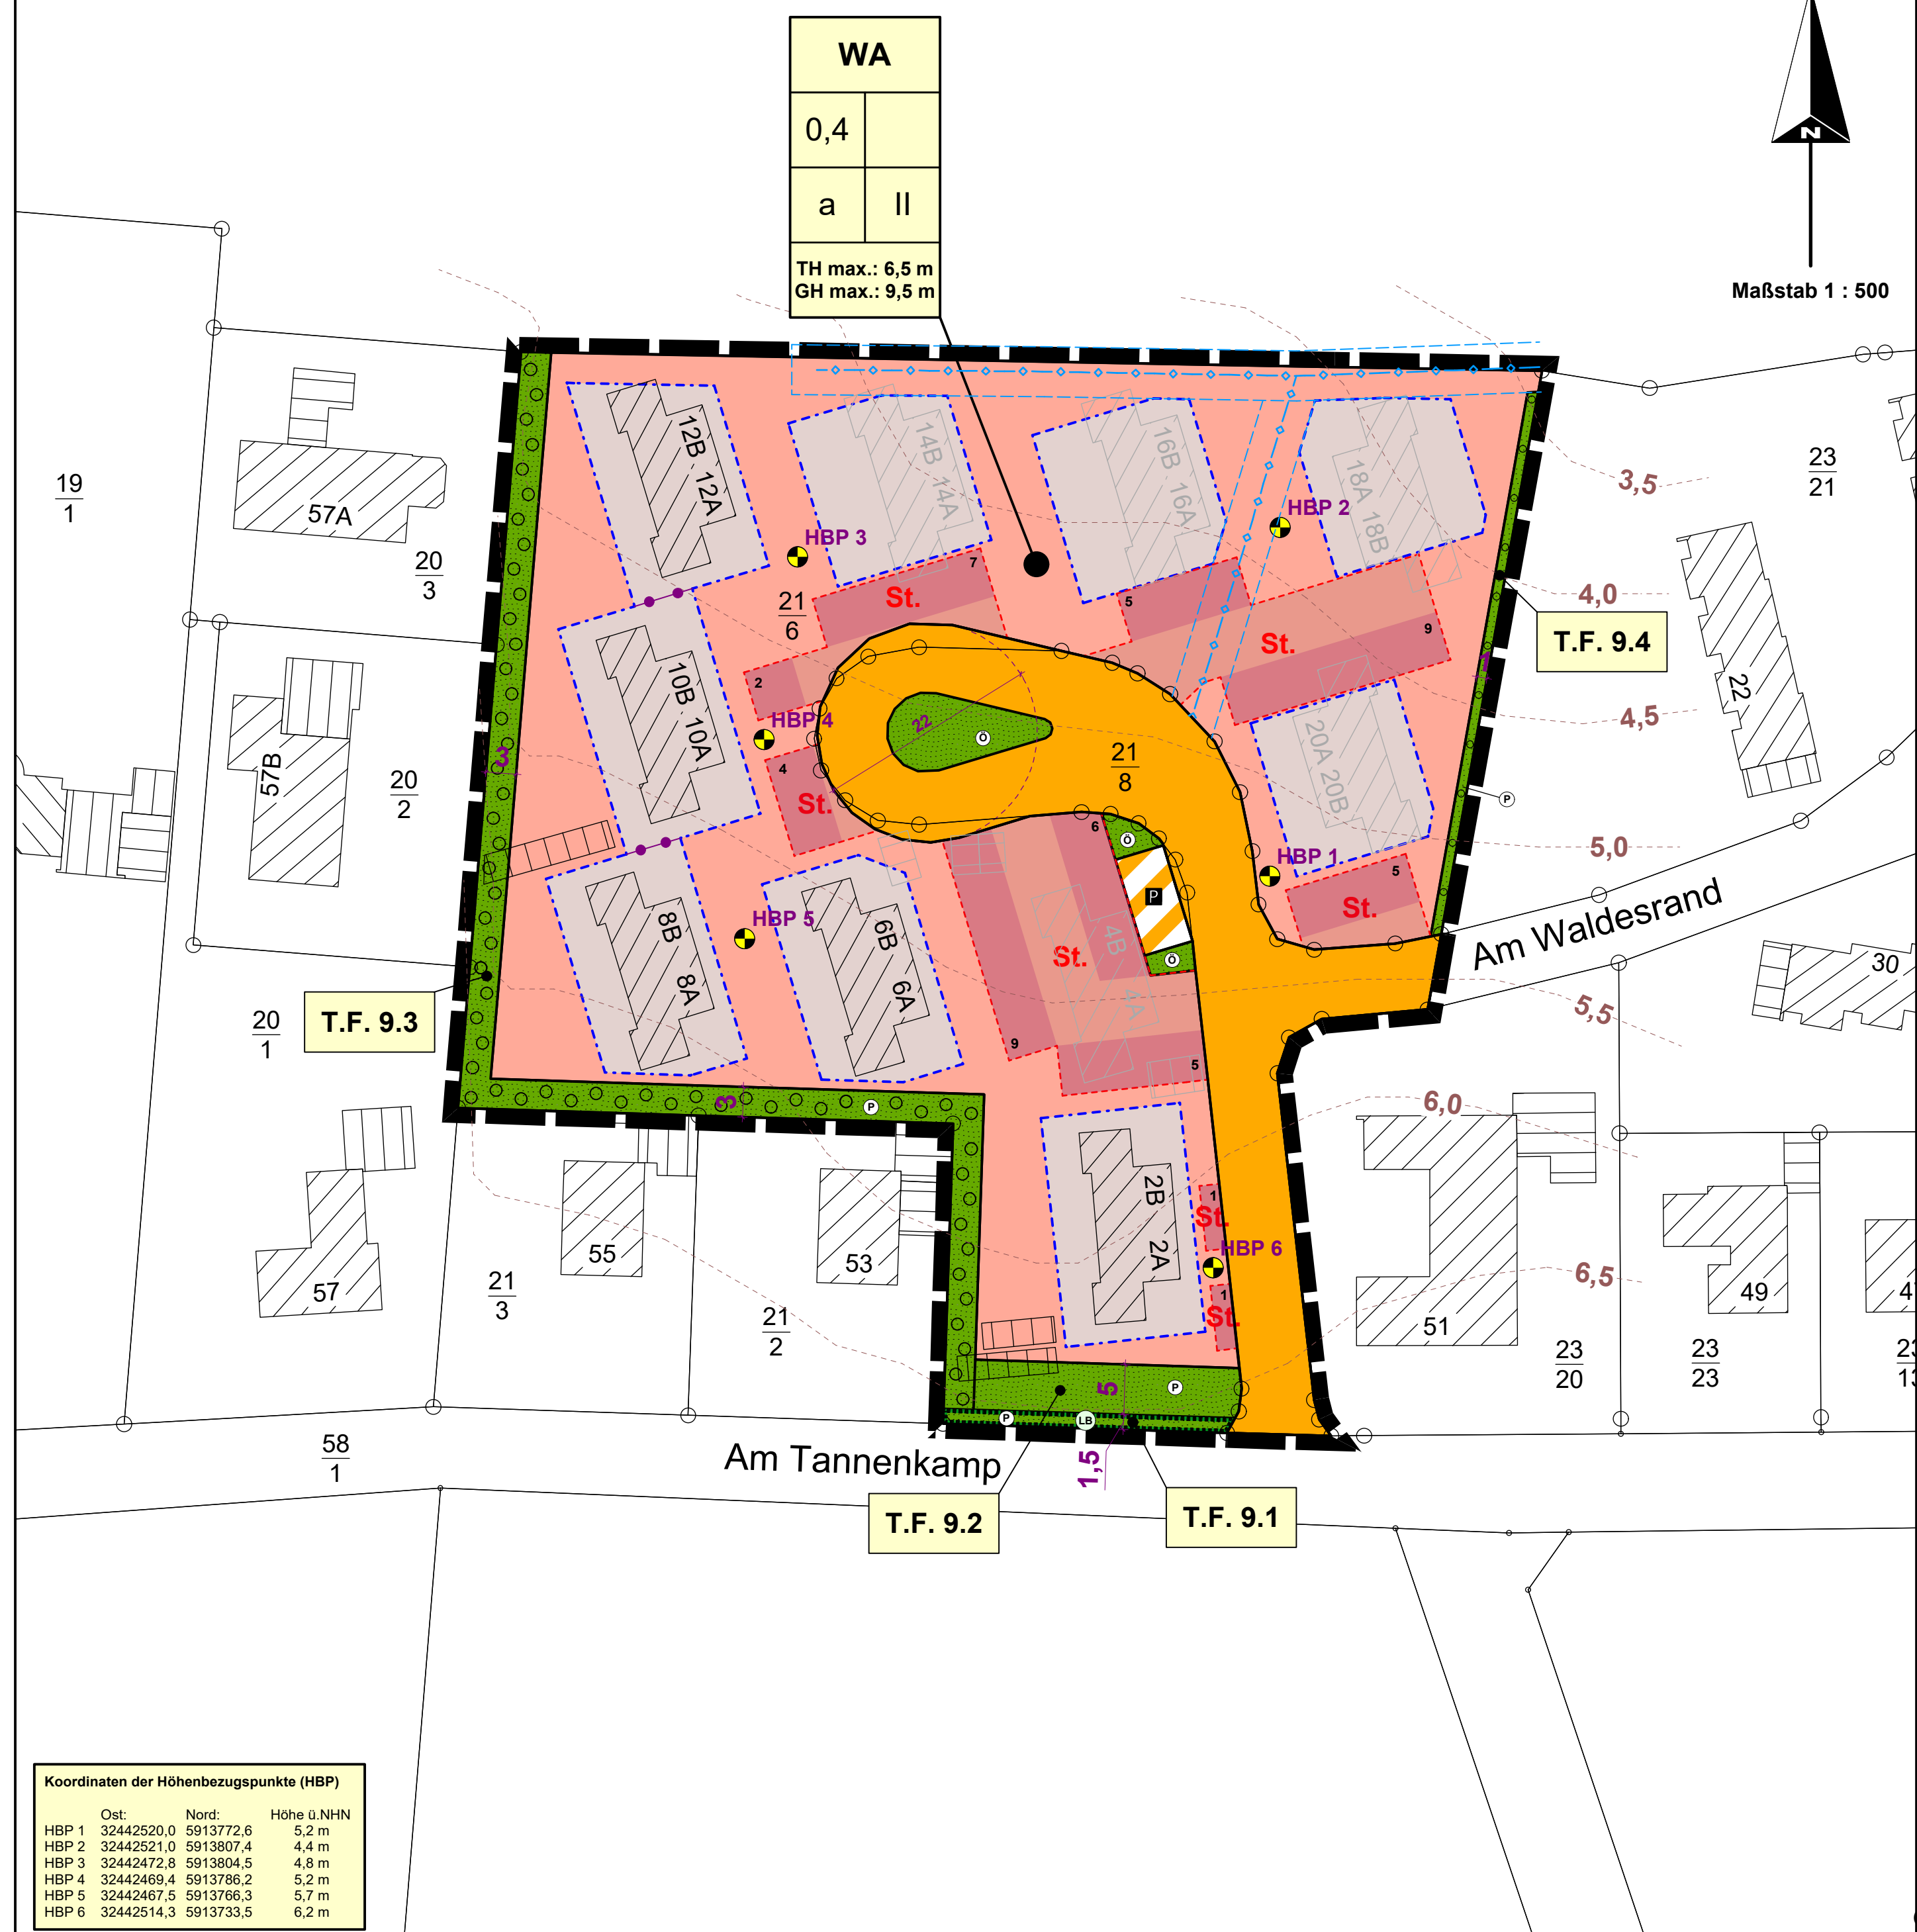 WA
0,4
a II
TH max.: 6,5 m
GH max.: 9,5 m
N
Maßstab 1 : 500
19
1
57A
20
3
12B 12A
14B 14A
16B 16A
18A 18B
HBP 3
HBP 2
3,5
23
21
21
6
7
St.
5
9
St.
4,0
T.F. 9.4
1
22
4,5
2
HBP 4
10B 10A
22
Ö
21
8
20A 20B
57B
20
2
3
4
St.
6
Ö
P
P
5,0
HBP 1
5
St.
HBP 5
8B 8A
6B 6A
St.
4B 4A
Ö
Am Waldesrand
30
T.F. 9.3
20
1
9
5
5,5
3
P
6,0
57
55
53
21
3
21
2
2B 2A
1
St.
HBP 6
1
St.
6,5
51
49
23
20
23
23
5
P
P
LB
1,5
58
1
Am Tannenkamp
T.F. 9.2
T.F. 9.1
Koordinaten der Höhenbezugspunkte (HBP)
Ost: Nord: Höhe ü.NHN
HBP 1 32442520,0 5913772,6 5,2 m
HBP 2 32442521,0 5913807,4 4,4 m
HBP 3 32442472,8 5913804,5 4,8 m
HBP 4 32442469,4 5913786,2 5,2 m
HBP 5 32442467,5 5913766,3 5,7 m
HBP 6 32442514,3 5913733,5 6,2 m